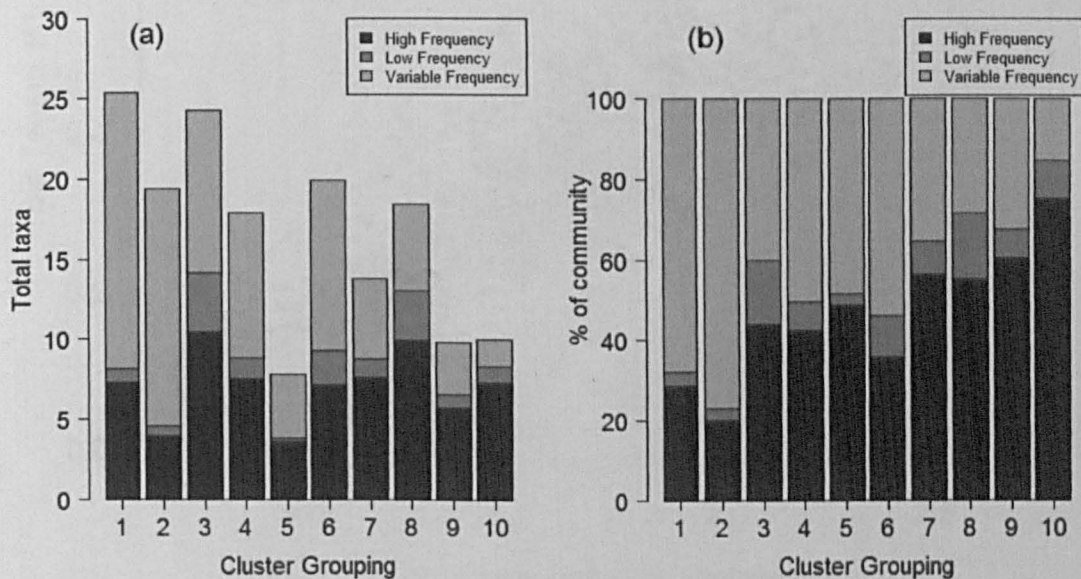 (a)
High Frequency
Low Frequency
Variable Frequency
30
25
20
15
10
5
0
Total taxa
1 2 3 4 5 6 7 8 9 10
Cluster Grouping
(b)
High Frequency
Low Frequency
Variable Frequency
100
80
60
40
20
0
% of community
1 2 3 4 5 6 7 8 9 10
Cluster Grouping